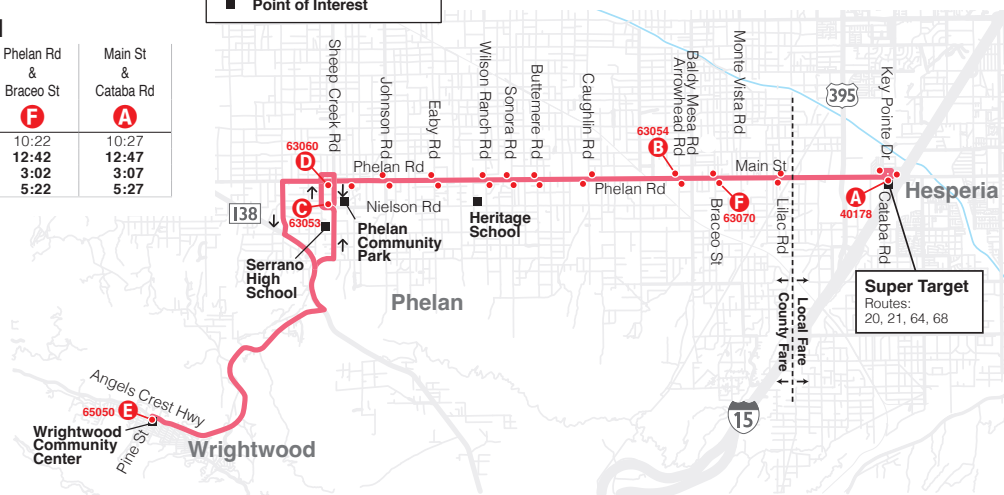 Point of Interest
Phelan Rd
&
Braceo St
Main St
&
Cataba Rd
F
A
10:22 10:27
12:42 12:47
3:02 3:07
5:22 5:27
Sheep Creek Rd
Johnson Rd
Eaby Rd
Wilson Ranch Rd
Sonora Rd
Buttemere Rd
Caughlin Rd
Arrowhead Rd
Baldy Mesa Rd
Monte Vista Rd
Key Pointe Dr
395
63060
D
63054
B
Phelan Rd
Main St
Phelan Rd
Hesperia
138
C
63053
Nielson Rd
Phelan
Community
Park
Heritage
School
F
63070
Braceo St
Lilac Rd
A
40178
Cataba Rd
Serrano
High
School
Phelan
County Fare
Local Fare
Super Target
Routes:
20, 21, 64, 68
15
Angels Crest Hwy
65050
E
Wrightwood
Community
Center
Pine St
Wrightwood